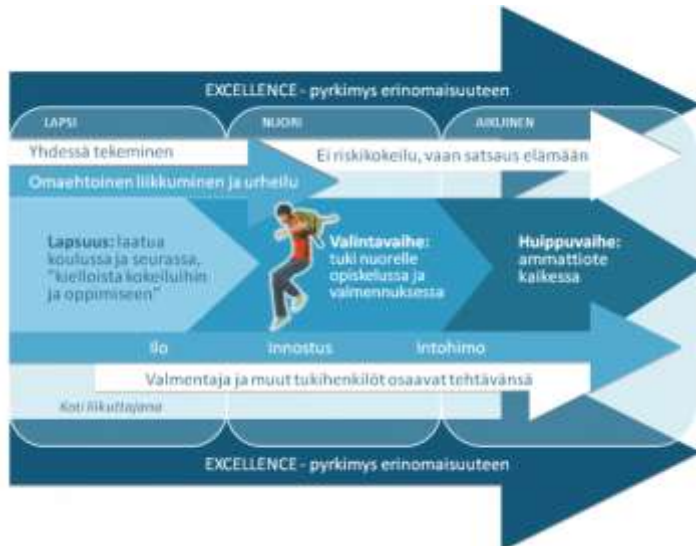 EXCELLENCE - pyrkimys erinomaisuuteen
LAPSI
NUORI
AIKUINEN
Yhdessä tekeminen
Ei riskikokeilu, vaan satsaus elämään
Omaehtoinen liikkuminen ja urheilu
Lapsuus: laatua
koulussa ja seurassa,
"kielloista kokeiluihin
ja oppimiseen"
Valintavaihe:
tuki nuorelle
opiskelussa ja
valmennuksessa
Huippuvaihe:
ammattiote
kaikessa
Ilo
Innostus
Intohimo
Valmentaja ja muut tukihenkilöt osaavat tehtävänsä
Koti liikuttajana
EXCELLENCE - pyrkimys erinomaisuuteen